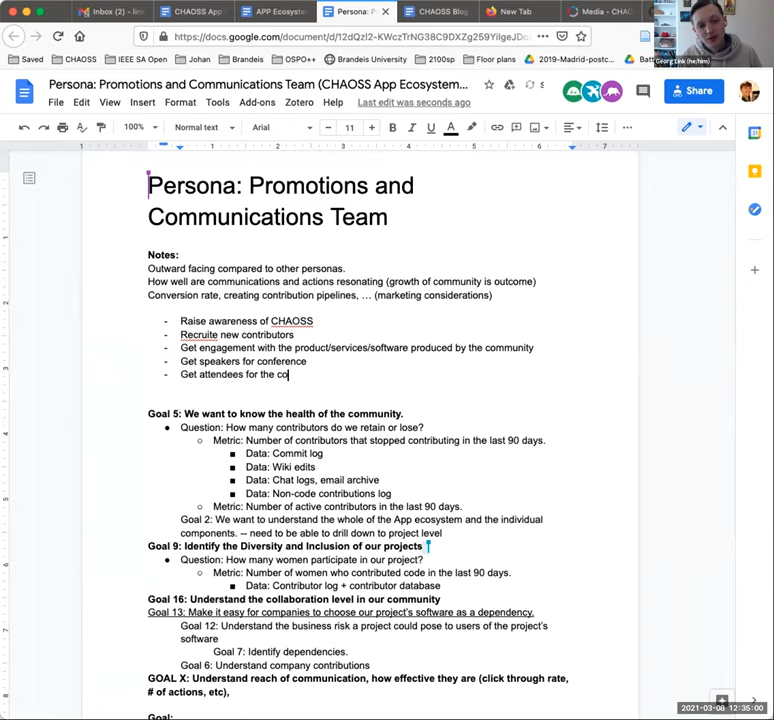 Inbox (2) – lin
CHAOSS App
APP Ecosyste
Persona: P
CHAOSS Blog
New Tab
Media - CHAO
https://docs.google.com/document/d/12dQzI2-KWczTrNG38C9DXZg259YilgeJDo
Georg Link (he/him)
Saved
CHAOSS
IEEE SA Open
Jahn
Brandeis
OSPO++
Brandeis University
2100sp
Floor plans
2019-Madrid-postc...
Persona: Promotions and Communications Team (CHAOSS App Ecosystem...
Share
File Edit View Insert Format Tools Add-ons Zotero Help Last edit was seconds ago
100% Normal text Arial 11 B I U A
1 1 2 3 4 5 6 7
Persona: Promotions and
Communications Team
Notes:
Outward facing compared to other personas.
How well are communications and actions resonating (growth of community is outcome)
Conversion rate, creating contribution pipelines, … (marketing considerations)
- Raise awareness of CHAOSS
- Recruite new contributors
- Get engagement with the product/services/software produced by the community
- Get speakers for conference
- Get attendees for the co
Goal 5: We want to know the health of the community.
● Question: How many contributors do we retain or lose?
○ Metric: Number of contributors that stopped contributing in the last 90 days.
■ Data: Commit log
■ Data: Wiki edits
■ Data: Chat logs, email archive
■ Data: Non-code contributions log
○ Metric: Number of active contributors in the last 90 days.
Goal 2: We want to understand the whole of the App ecosystem and the individual
components. -- need to be able to drill down to project level
Goal 9: Identify the Diversity and Inclusion of our projects
● Question: How many women participate in our project?
○ Metric: Number of women who contributed code in the last 90 days.
■ Data: Contributor log + contributor database
Goal 16: Understand the collaboration level in our community
Goal 13: Make it easy for companies to choose our project's software as a dependency.
Goal 12: Understand the business risk a project could pose to users of the project's
software
Goal 7: Identify dependencies.
Goal 6: Understand company contributions
GOAL X: Understand reach of communication, how effective they are (click through rate,
# of actions, etc),
Goal:
2021-03-08 12:35:00